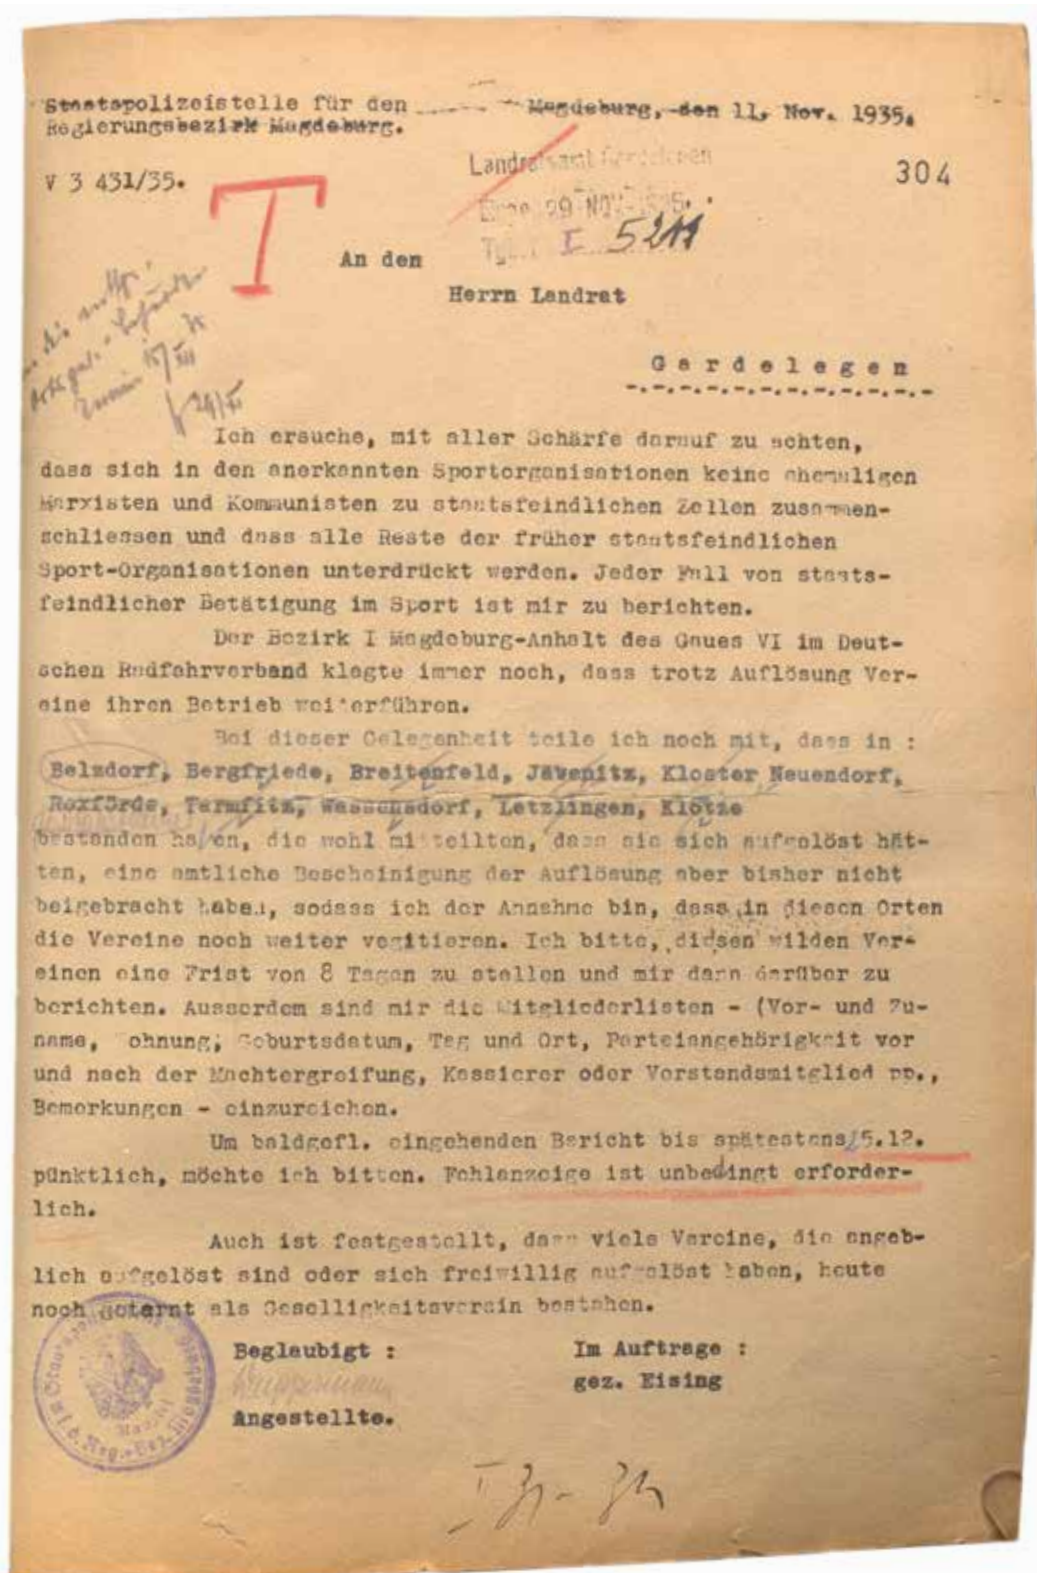 Staatspolizeistelle für den Magdeburg, den 11. Nov. 1935.
Regierungsbezirk Magdeburg.
Landratsamt Gardelegen
304
V 3 431/35.
T
Eing. 29. NOV. 1935.
I 5211
An den
Herrn Landrat
Gardelegen
Ich ersuche, mit aller Schärfe darauf zu achten,
dass sich in den anerkannten Sportorganisationen keine ehemaligen
Marxisten und Kommunisten zu staatsfeindlichen Zellen zusammen-
schliessen und dass alle Reste der früher staatsfeindlichen
Sport-Organisationen unterdrückt werden. Jeder Fall von staats-
feindlicher Betätigung im Sport ist mir zu berichten.
Der Bezirk I Magdeburg-Anhalt des Gaues VI im Deut-
schen Radfahrverband klagte immer noch, dass trotz Auflösung Ver-
eine ihren Betrieb weiterführen.
Bei dieser Gelegenheit teile ich noch mit, dass in :
Belzdorf, Bergfriede, Breitenfeld, Jävenitz, Kloster Neuendorf,
Roxförde, Tarmfitz, Wassensdorf, Letzlingen, Klötze
bestanden haben, die wohl mitteilten, dass sie sich aufgelöst hät-
ten, eine amtliche Bescheinigung der Auflösung aber bisher nicht
beigebracht haben, sodass ich der Annahme bin, dass in diesen Orten
die Vereine noch weiter vegitieren. Ich bitte, diesen wilden Ver-
einen eine Frist von 8 Tagen zu stellen und mir dann darüber zu
berichten. Ausserdem sind mir die Mitgliederlisten - (Vor- und Zu-
name, Wohnung, Geburtsdatum, Tag und Ort, Parteiangehörigkeit vor
und nach der Machtergreifung, Kassierer oder Vorstandsmitglied pp.,
Bemerkungen - einzureichen.
Um baldgefl. eingehenden Bericht bis spätestens 15.12.
pünktlich, möchte ich bitten. Fehlanzeige ist unbedingt erforder-
lich.
Auch ist festgestellt, dass viele Vereine, die angeb-
lich aufgelöst sind oder sich freiwillig aufgelöst haben, heute
noch getarnt als Geselligkeitsverein bestehen.
Beglaubigt : Im Auftrage :
gez. Eising
Angestellte.